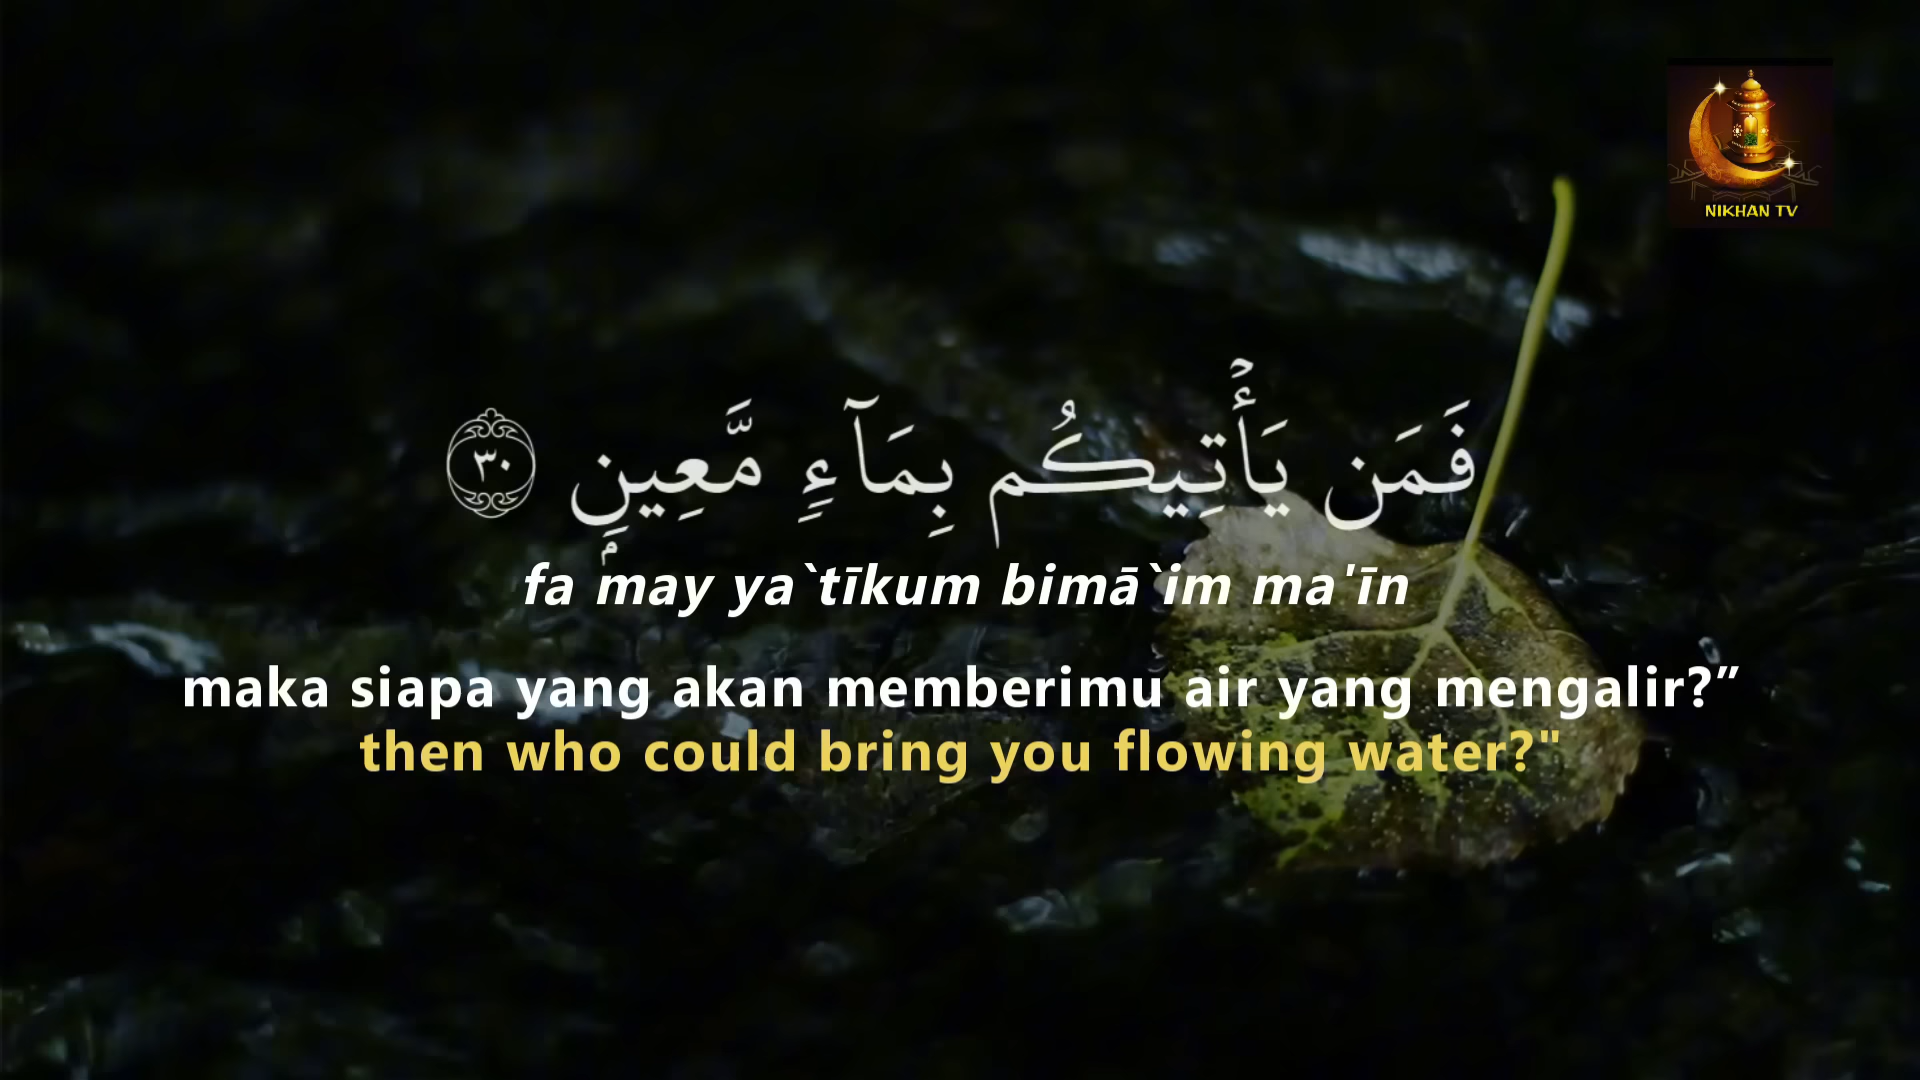 NIKHAN TV
فَمَن يَأْتِيكُم بِمَآءٍ مَّعِينٍۭ ٣٠
fa may ya`tīkum bimā`im ma'īn
maka siapa yang akan memberimu air yang mengalir?”
then who could bring you flowing water?"